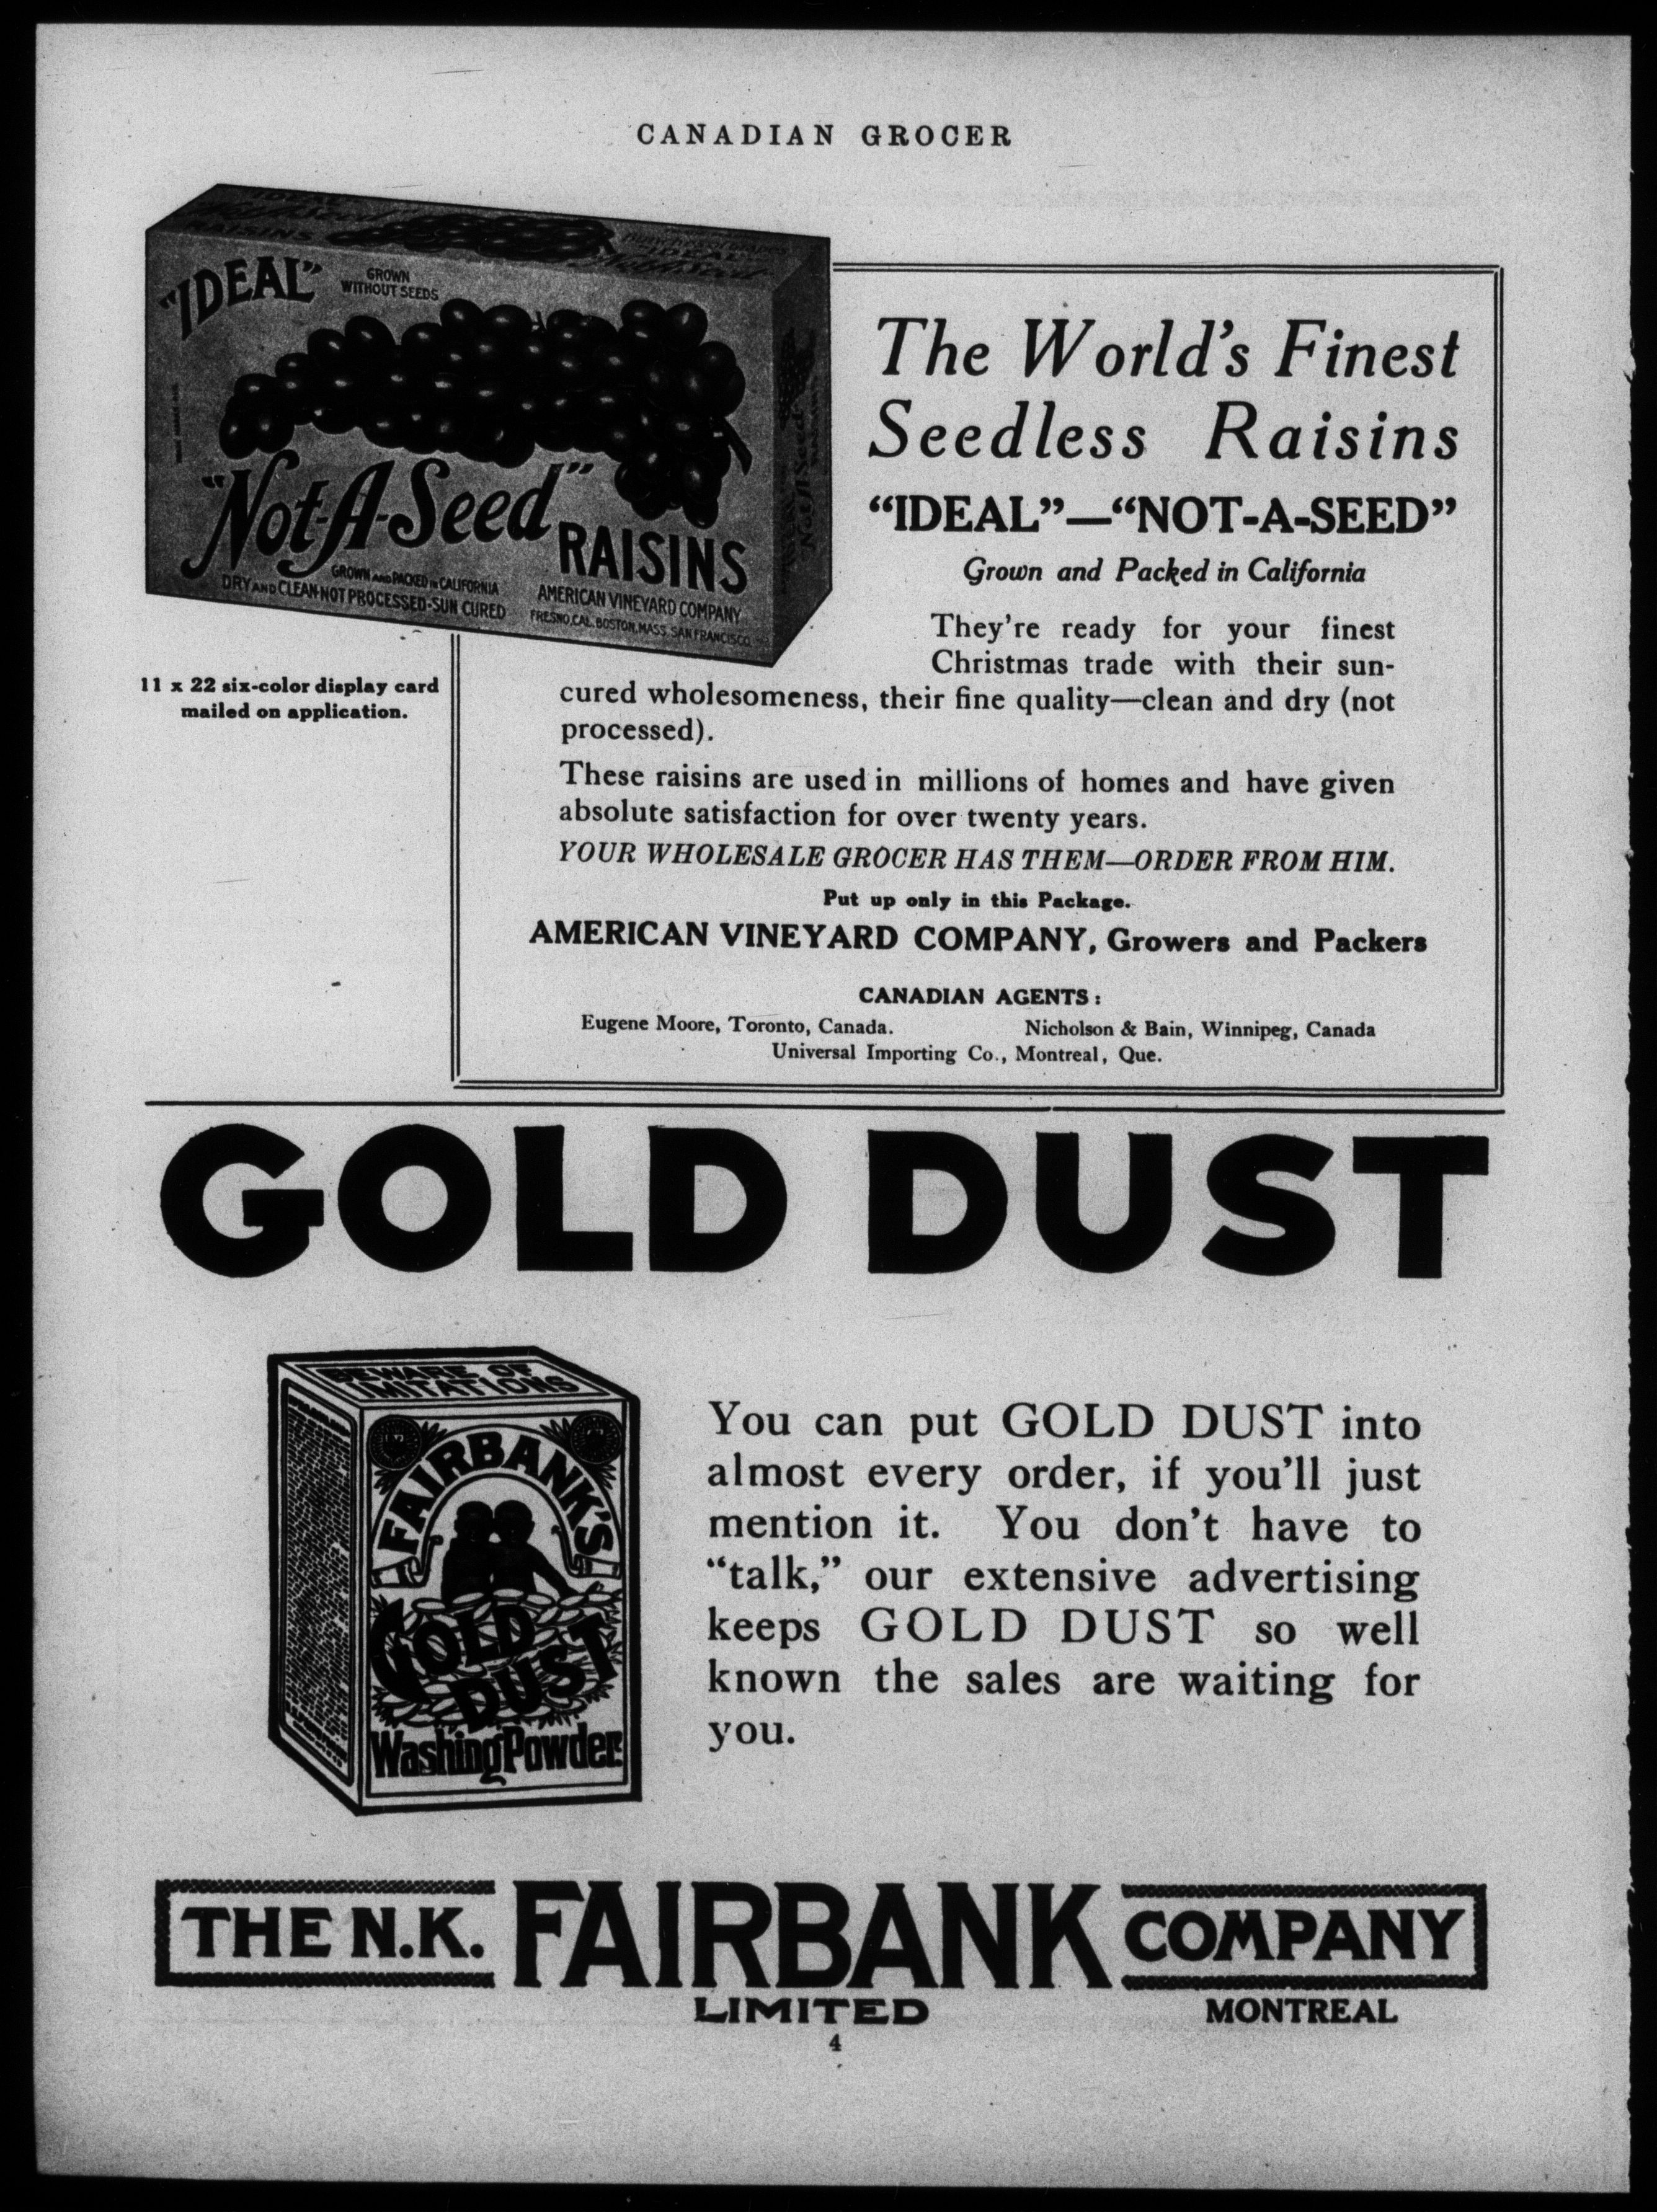 CANADIAN GROCER
"IDEAL"
GROWN
WITHOUT SEEDS
"Not-A-Seed"
RAISINS
GROWN AND PACKED IN CALIFORNIA
DRY AND CLEAN-NOT PROCESSED-SUN CURED
AMERICAN VINEYARD COMPANY
FRESNO, CAL. BOSTON, MASS. SAN FRANCISCO
11 x 22 six-color display card
mailed on application.
The World's Finest
Seedless Raisins
"IDEAL"—"NOT-A-SEED"
Grown and Packed in California
They're ready for your finest
Christmas trade with their sun-
cured wholesomeness, their fine quality—clean and dry (not
processed).
These raisins are used in millions of homes and have given
absolute satisfaction for over twenty years.
YOUR WHOLESALE GROCER HAS THEM—ORDER FROM HIM.
Put up only in this Package.
AMERICAN VINEYARD COMPANY, Growers and Packers
CANADIAN AGENTS:
Eugene Moore, Toronto, Canada. Nicholson & Bain, Winnipeg, Canada
Universal Importing Co., Montreal, Que.
GOLD DUST
BEWARE OF
IMITATIONS
FAIRBANK'S
GOLD
DUST
Washing Powder
You can put GOLD DUST into
almost every order, if you'll just
mention it. You don't have to
"talk," our extensive advertising
keeps GOLD DUST so well
known the sales are waiting for
you.
THE N.K. FAIRBANK COMPANY
LIMITED MONTREAL
4